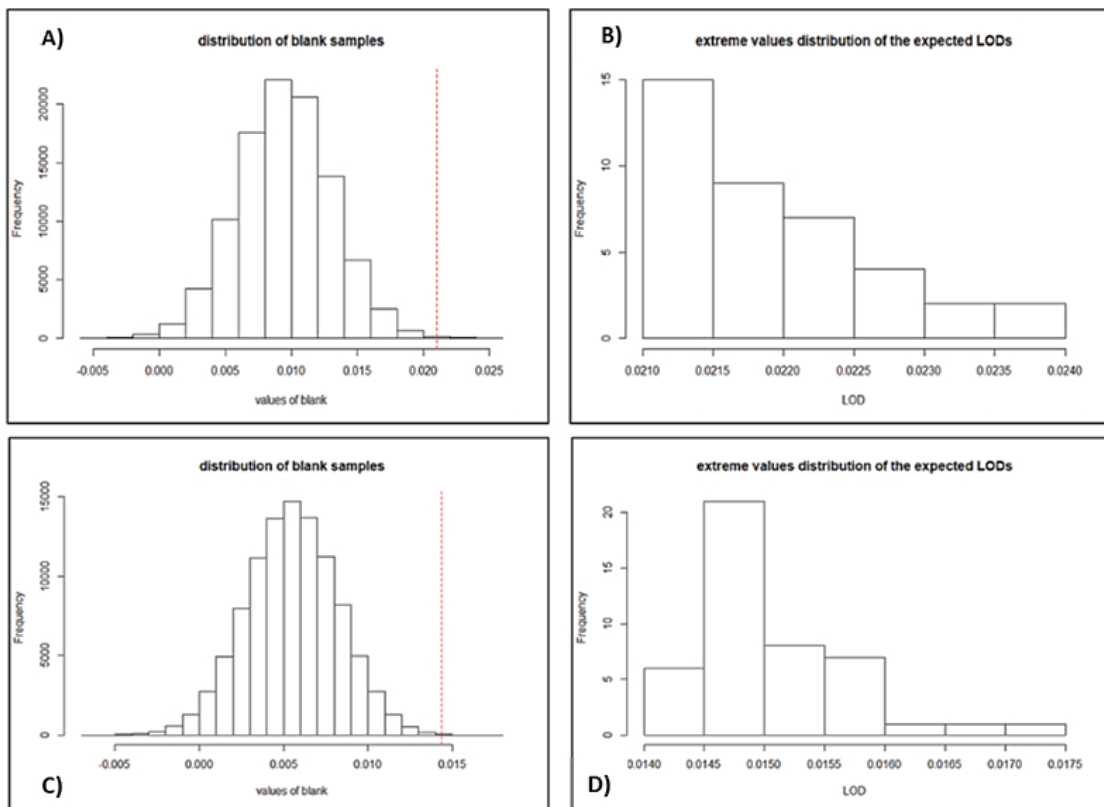 A)
distribution of blank samples
Frequency
20000
15000
10000
5000
0
-0.005 0.000 0.005 0.010 0.015 0.020 0.025
values of blank
B)
extreme values distribution of the expected LODs
Frequency
15
10
5
0
0.0210 0.0215 0.0220 0.0225 0.0230 0.0235 0.0240
LOD
distribution of blank samples
Frequency
15000
10000
5000
0
-0.005 0.000 0.005 0.010 0.015
values of blank
C)
extreme values distribution of the expected LODs
Frequency
20
15
10
5
0
0.0140 0.0145 0.0150 0.0155 0.0160 0.0165 0.0170 0.0175
LOD
D)